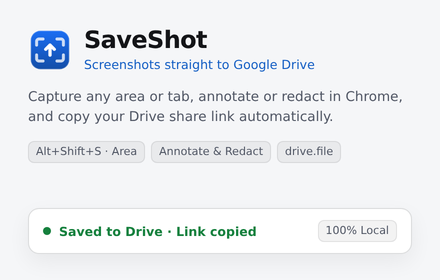 SaveShot
Screenshots straight to Google Drive
Capture any area or tab, annotate or redact in Chrome,
and copy your Drive share link automatically.
Alt+Shift+S · Area
Annotate & Redact
drive.file
Saved to Drive · Link copied
100% Local